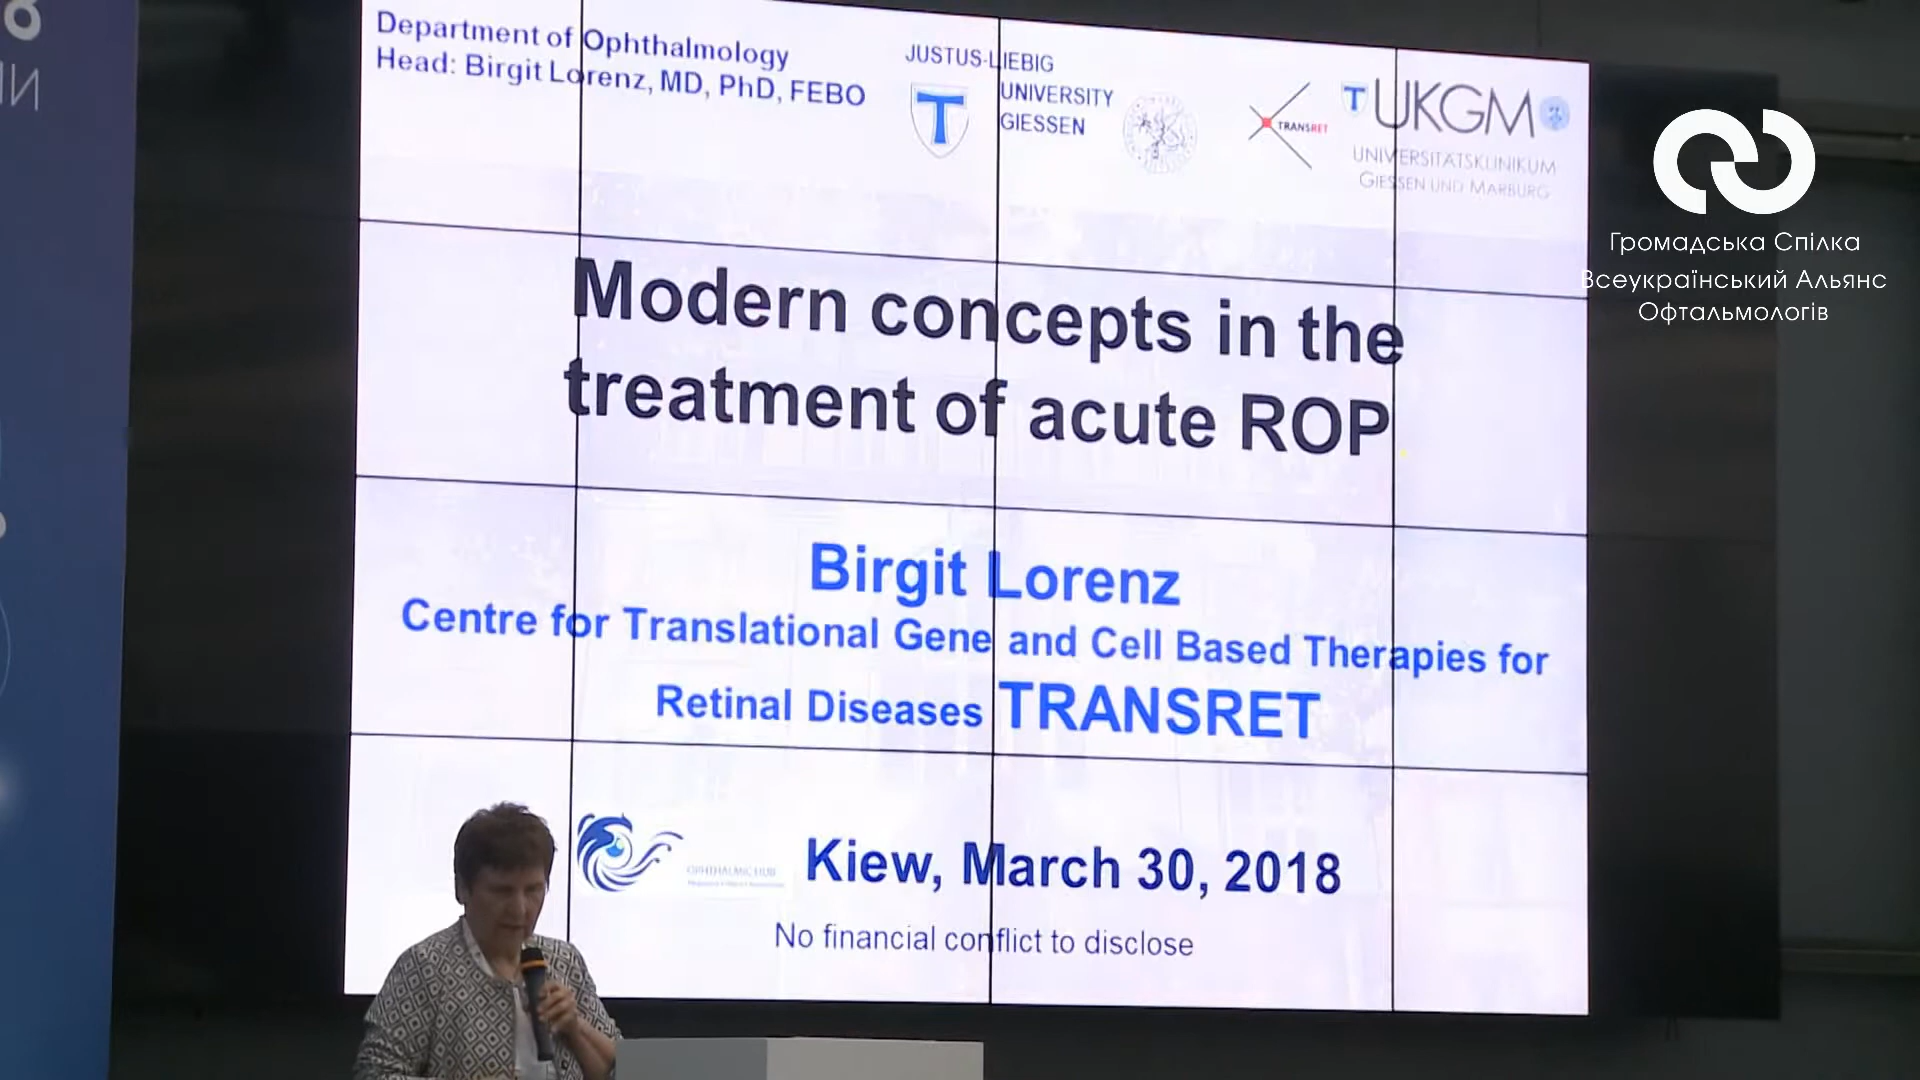 Department of Ophthalmology
Head: Birgit Lorenz, MD, PhD, FEBO
JUSTUS-LIEBIG
UNIVERSITY
GIESSEN
TRANSRET
UKGM
UNIVERSITÄTSKLINIKUM
GIESSEN UND MARBURG
Громадська Спілка
Всеукраїнський Альянс
Офтальмологів
Modern concepts in the
treatment of acute ROP
Birgit Lorenz
Centre for Translational Gene and Cell Based Therapies for
Retinal Diseases TRANSRET
OPHTHALMIC HUB
Kiew, March 30, 2018
No financial conflict to disclose